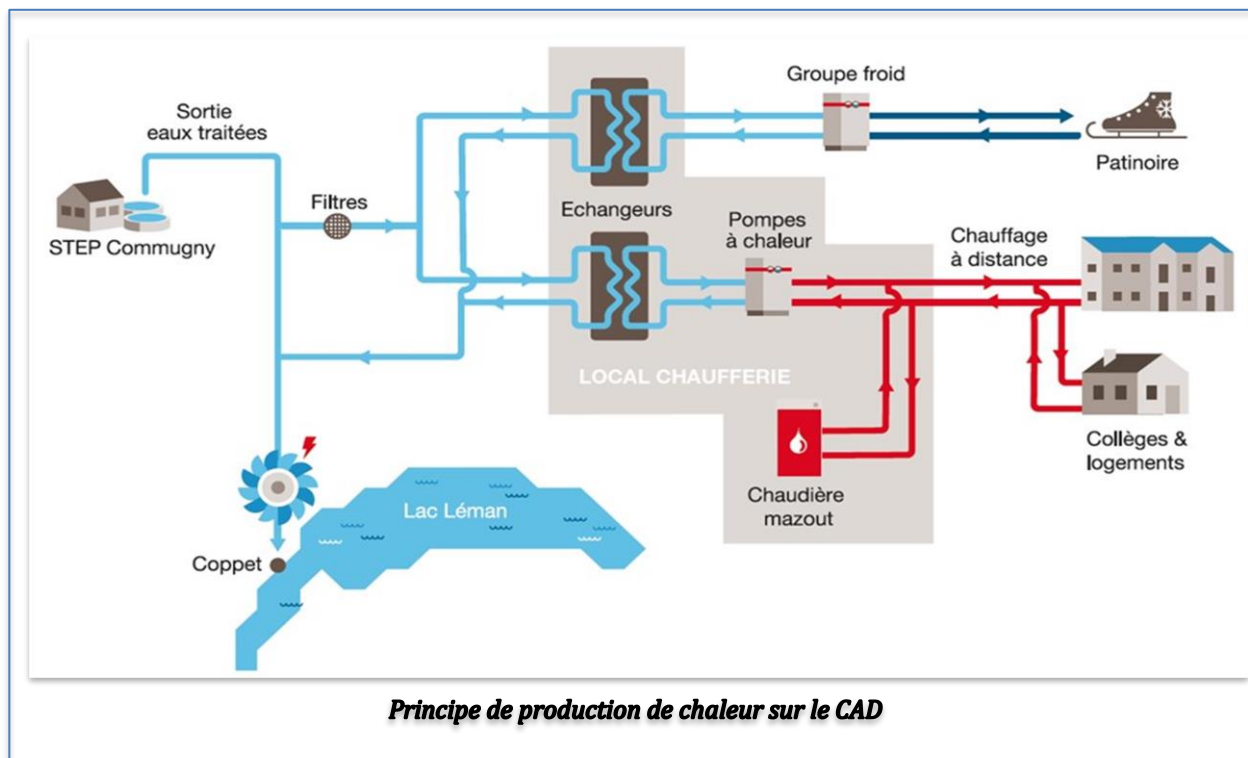 Sortie
eaux traitées
STEP Commugny
Filtres
Echangeurs
Groupe froid
Patinoire
Pompes
à chaleur
Chauffage
à distance
LOCAL CHAUFFERIE
Chaudière
mazout
Collèges &
logements
Lac Léman
Coppet
Principe de production de chaleur sur le CAD